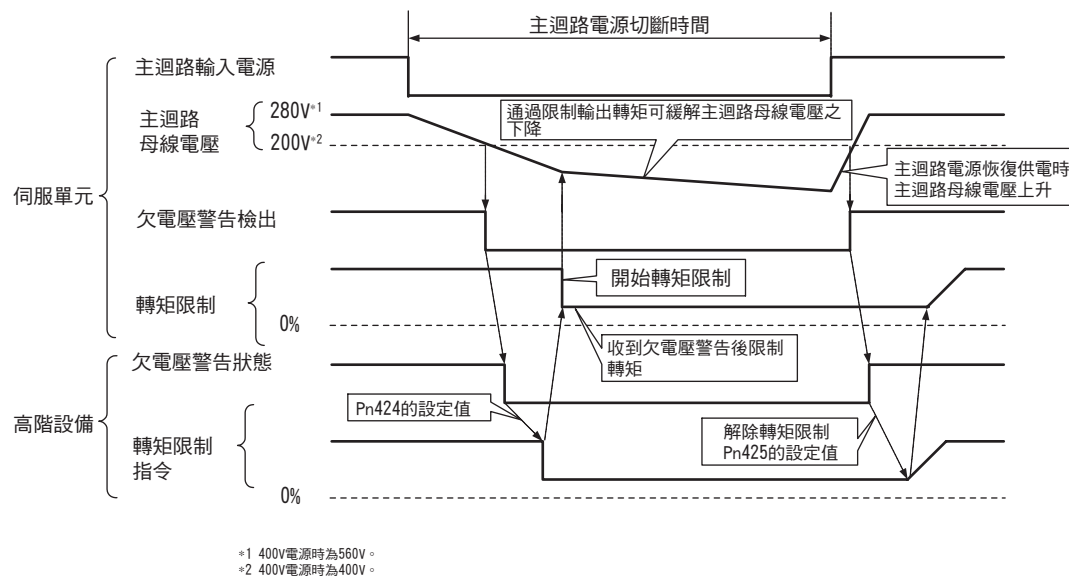 主迴路電源切斷時間
主迴路輸入電源
主迴路
母線電壓
280V*1
200V*2
通過限制輸出轉矩可緩解主迴路母線電壓之
下降
主迴路電源恢復供電時
主迴路母線電壓上升
伺服單元
欠電壓警告檢出
開始轉矩限制
轉矩限制
0%
收到欠電壓警告後限制
轉矩
欠電壓警告狀態
高階設備
Pn424的設定值
解除轉矩限制
Pn425的設定值
轉矩限制
指令
0%
*1 400V電源時為560V。
*2 400V電源時為400V。